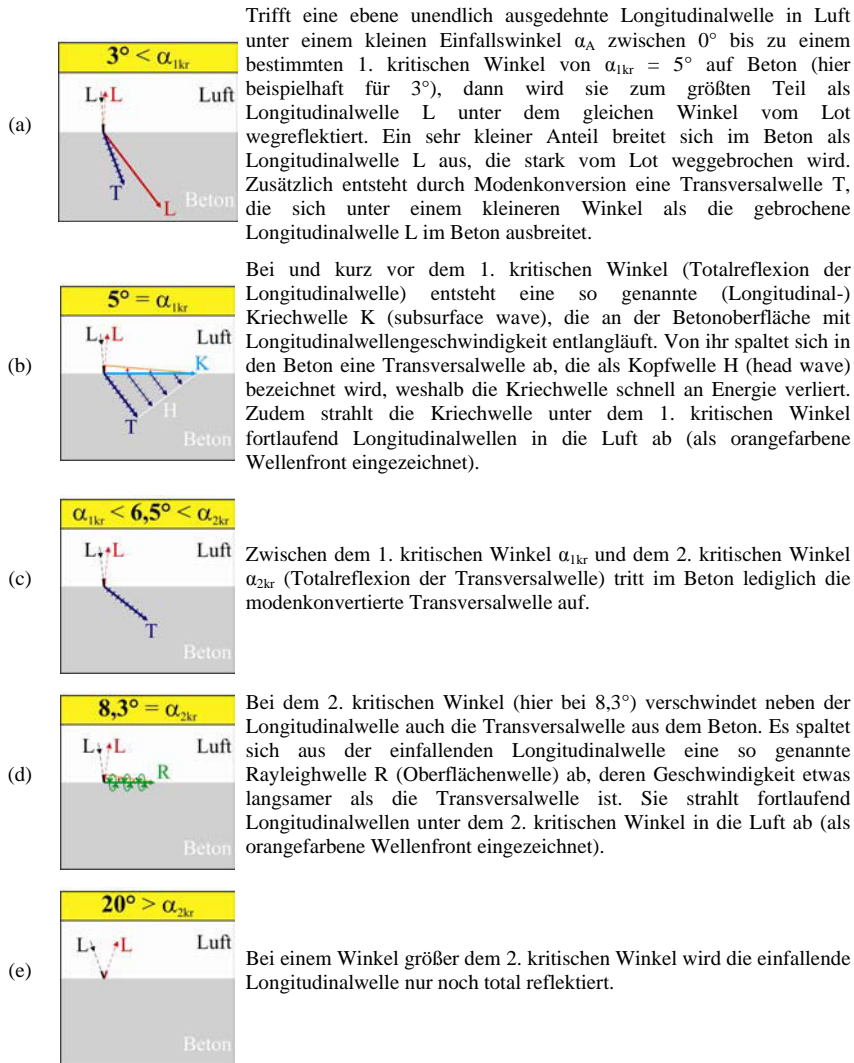 (a)
3° < α1kr
L L Luft
T
L
Beton
Trifft eine ebene unendlich ausgedehnte Longitudinalwelle in Luft
unter einem kleinen Einfallswinkel αA zwischen 0° bis zu einem
bestimmten 1. kritischen Winkel von α1kr = 5° auf Beton (hier
beispielhaft für 3°), dann wird sie zum größten Teil als
Longitudinalwelle L unter dem gleichen Winkel vom Lot
wegreflektiert. Ein sehr kleiner Anteil breitet sich im Beton als
Longitudinalwelle L aus, die stark vom Lot weggebrochen wird.
Zusätzlich entsteht durch Modenkonversion eine Transversalwelle T,
die sich unter einem kleineren Winkel als die gebrochene
Longitudinalwelle L im Beton ausbreitet.
(b)
5° = α1kr
L L Luft
K
H
T
Beton
Bei und kurz vor dem 1. kritischen Winkel (Totalreflexion der
Longitudinalwelle) entsteht eine so genannte (Longitudinal-)
Kriechwelle K (subsurface wave), die an der Betonoberfläche mit
Longitudinalwellengeschwindigkeit entlangläuft. Von ihr spaltet sich in
den Beton eine Transversalwelle ab, die als Kopfwelle H (head wave)
bezeichnet wird, weshalb die Kriechwelle schnell an Energie verliert.
Zudem strahlt die Kriechwelle unter dem 1. kritischen Winkel
fortlaufend Longitudinalwellen in die Luft ab (als orangefarbene
Wellenfront eingezeichnet).
(c)
α1kr < 6,5° < α2kr
L L Luft
T
Beton
Zwischen dem 1. kritischen Winkel α1kr und dem 2. kritischen Winkel
α2kr (Totalreflexion der Transversalwelle) tritt im Beton lediglich die
modenkonvertierte Transversalwelle auf.
(d)
8,3° = α2kr
L L Luft
R
Beton
Bei dem 2. kritischen Winkel (hier bei 8,3°) verschwindet neben der
Longitudinalwelle auch die Transversalwelle aus dem Beton. Es spaltet
sich aus der einfallenden Longitudinalwelle eine so genannte
Rayleighwelle R (Oberflächenwelle) ab, deren Geschwindigkeit etwas
langsamer als die Transversalwelle ist. Sie strahlt fortlaufend
Longitudinalwellen unter dem 2. kritischen Winkel in die Luft ab (als
orangefarbene Wellenfront eingezeichnet).
(e)
20° > α2kr
L L Luft
Beton
Bei einem Winkel größer dem 2. kritischen Winkel wird die einfallende
Longitudinalwelle nur noch total reflektiert.